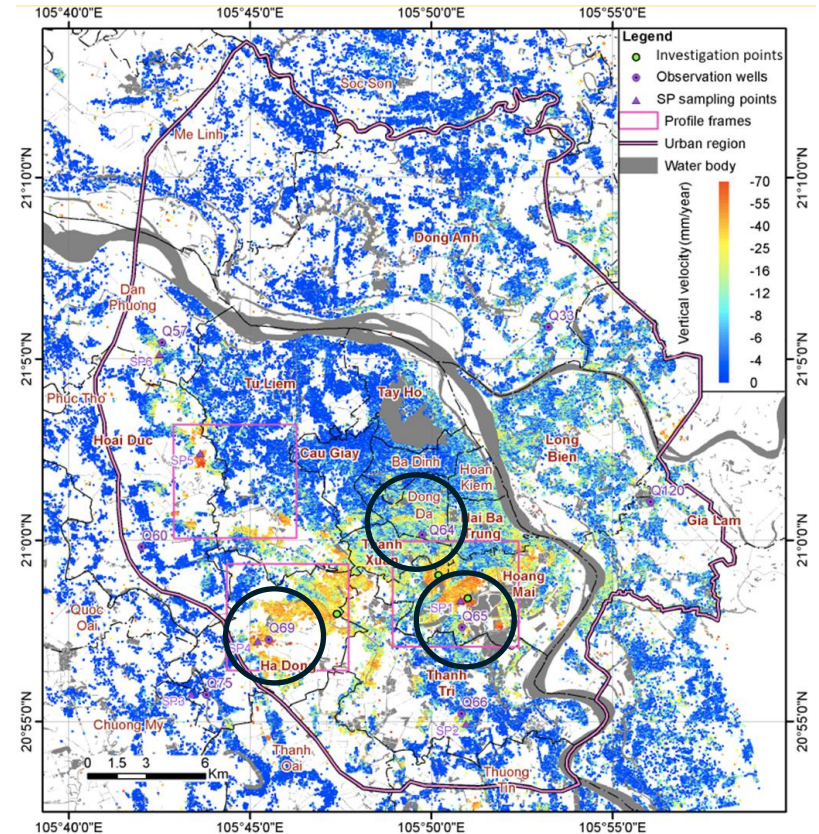 105°40'0"E
105°45'0"E
105°50'0"E
105°55'0"E
Legend
Investigation points
Observation wells
SP sampling points
Profile frames
Urban region
Water body
Vertical velocity(mm/year)
-70
-55
-40
-25
-16
-12
-8
-6
-4
0
21°10'0"N
21°10'0"N
21°5'0"N
21°5'0"N
21°0'0"N
21°0'0"N
20°55'0"N
20°55'0"N
Soc Son
Me Linh
Dong Anh
Dan
Phuong
Q33
Q57
SP6
Tu Liem
Tay Ho
Phuc Tho
Hoai Duc
Cau Giay
Long
Bien
SP5
Ba Dinh
Hoan
Kiem
Dong
Da
Q120
Q64
Hai Ba
Trung
Gia Lam
Q60
Thanh
Xuan
Hoang
Mai
Quoc
Oai
SP1
Q65
Q69
SP4
Ha Dong
Thanh
Tri
Q75
SP3
Q66
SP2
Chuong My
Thanh
Oai
Thuong
Tin
0 1.5 3 6
Km
105°40'0"E
105°45'0"E
105°50'0"E
105°55'0"E